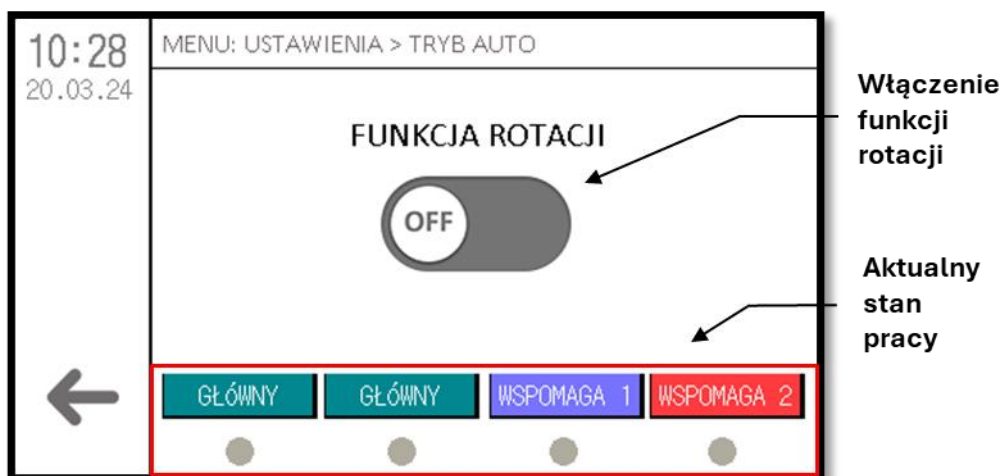 10:28
20.03.24
MENU: USTAWIENIA > TRYB AUTO
FUNKCJA ROTACJI
OFF
Włączenie
funkcji
rotacji
Aktualny
stan
pracy
GŁÓWNY
GŁÓWNY
WSPOMAGA 1
WSPOMAGA 2